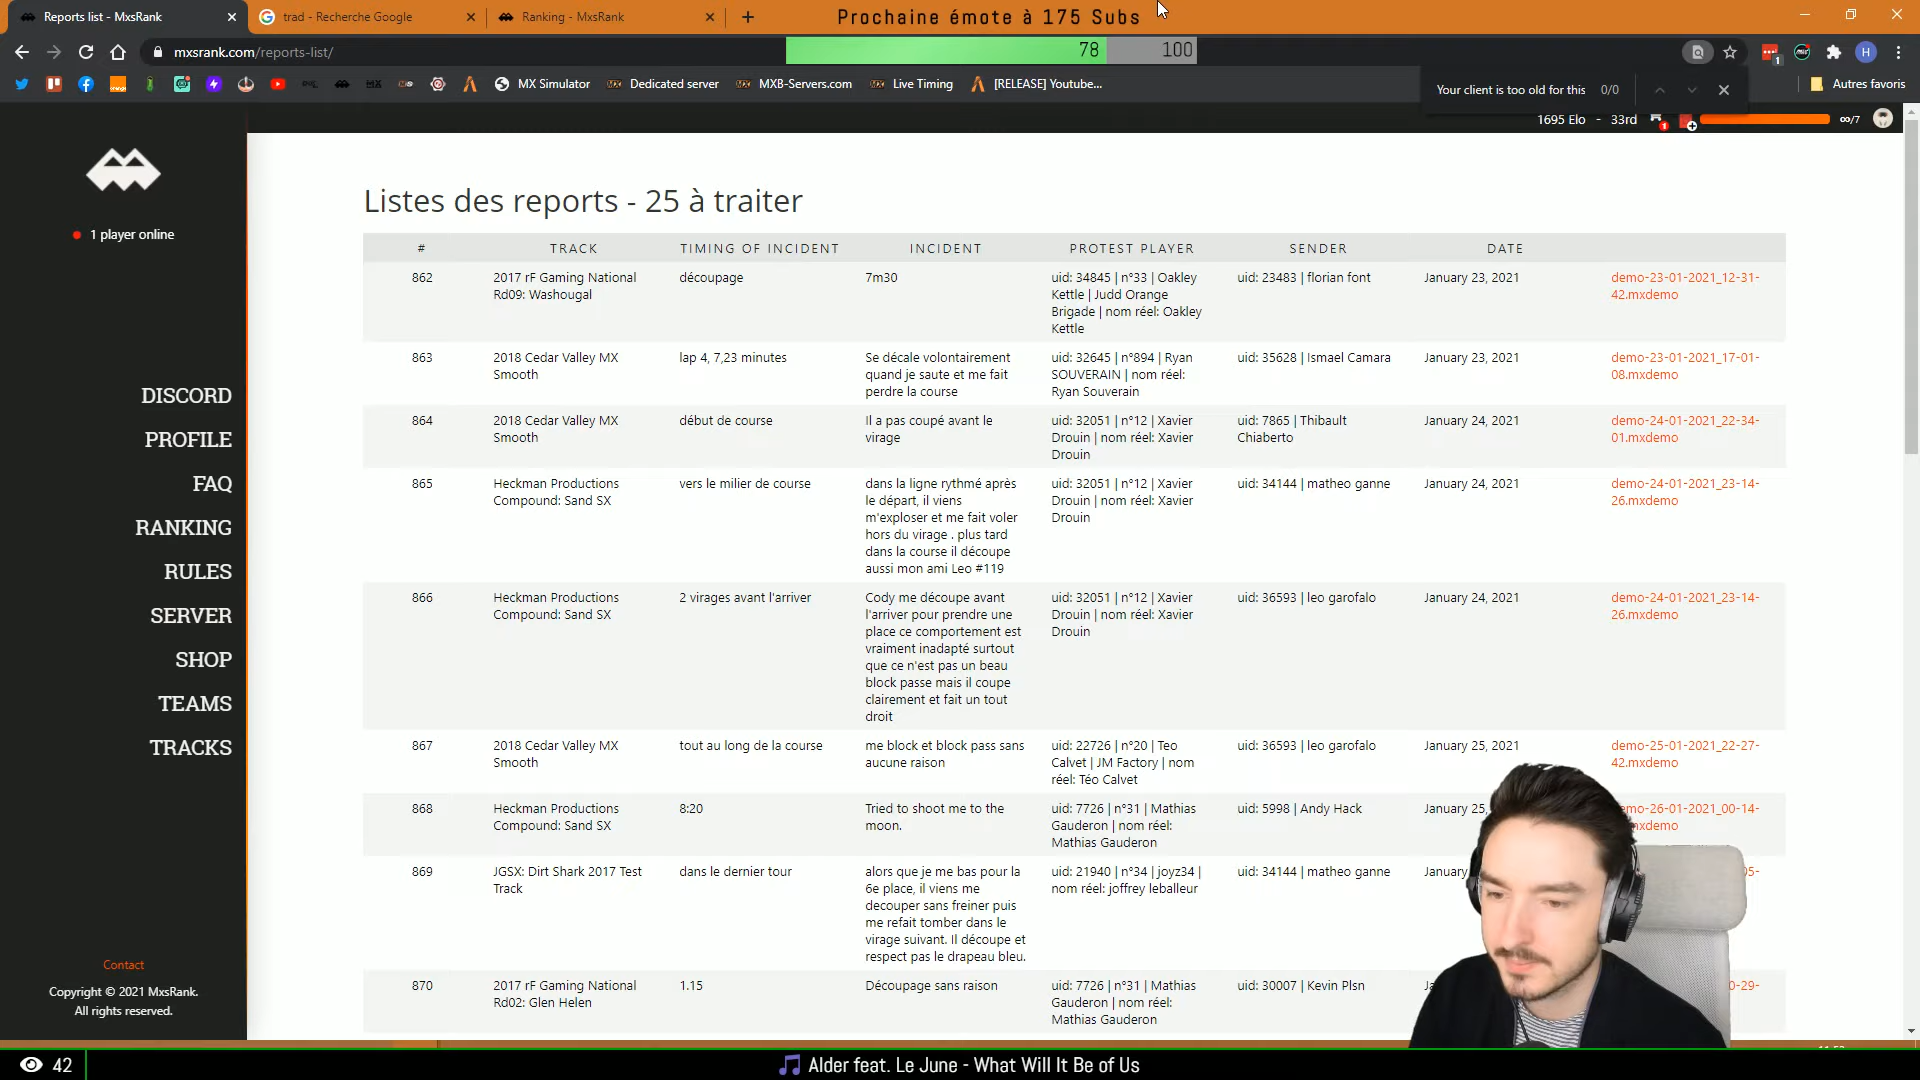 Reports list - MxsRank
trad - Recherche Google
Ranking - MxsRank
Prochaine émote à 175 Subs
mxsrank.com/reports-list/
78
100
MX Simulator
Dedicated server
MXB-Servers.com
Live Timing
[RELEASE] Youtube...
Your client is too old for this 0/0
Autres favoris
1695 Elo - 33rd
∞/7
1 player online
DISCORD
PROFILE
FAQ
RANKING
RULES
SERVER
SHOP
TEAMS
TRACKS
Contact
Copyright © 2021 MxsRank.
All rights reserved.
Listes des reports - 25 à traiter
# TRACK TIMING OF INCIDENT INCIDENT PROTEST PLAYER SENDER DATE
862
2017 rF Gaming National
Rd09: Washougal
découpage
7m30
uid: 34845 | n°33 | Oakley
Kettle | Judd Orange
Brigade | nom réel: Oakley
Kettle
uid: 23483 | florian font
January 23, 2021
demo-23-01-2021_12-31-
42.mxdemo
863
2018 Cedar Valley MX
Smooth
lap 4, 7,23 minutes
Se décale volontairement
quand je saute et me fait
perdre la course
uid: 32645 | n°894 | Ryan
SOUVERAIN | nom réel:
Ryan Souverain
uid: 35628 | Ismael Camara
January 23, 2021
demo-23-01-2021_17-01-
08.mxdemo
864
2018 Cedar Valley MX
Smooth
début de course
Il a pas coupé avant le
virage
uid: 32051 | n°12 | Xavier
Drouin | nom réel: Xavier
Drouin
uid: 7865 | Thibault
Chiaberto
January 24, 2021
demo-24-01-2021_22-34-
01.mxdemo
865
Heckman Productions
Compound: Sand SX
vers le milier de course
dans la ligne rythmé après
le départ, il viens
m'exploser et me fait voler
hors du virage . plus tard
dans la course il découpe
aussi mon ami Leo #119
uid: 32051 | n°12 | Xavier
Drouin | nom réel: Xavier
Drouin
uid: 34144 | matheo ganne
January 24, 2021
demo-24-01-2021_23-14-
26.mxdemo
866
Heckman Productions
Compound: Sand SX
2 virages avant l'arriver
Cody me découpe avant
l'arriver pour prendre une
place ce comportement est
vraiment inadapté surtout
que ce n'est pas un beau
block passe mais il coupe
clairement et fait un tout
droit
uid: 32051 | n°12 | Xavier
Drouin | nom réel: Xavier
Drouin
uid: 36593 | leo garofalo
January 24, 2021
demo-24-01-2021_23-14-
26.mxdemo
867
2018 Cedar Valley MX
Smooth
tout au long de la course
me block et block pass sans
aucune raison
uid: 22726 | n°20 | Teo
Calvet | JM Factory | nom
réel: Téo Calvet
uid: 36593 | leo garofalo
January 25, 2021
demo-25-01-2021_22-27-
42.mxdemo
868
Heckman Productions
Compound: Sand SX
8:20
Tried to shoot me to the
moon.
uid: 7726 | n°31 | Mathias
Gauderon | nom réel:
Mathias Gauderon
uid: 5998 | Andy Hack
January 25,
emo-26-01-2021_00-14-
mxdemo
869
JGSX: Dirt Shark 2017 Test
Track
dans le dernier tour
alors que je me bas pour la
6e place, il viens me
decouper sans freiner puis
me refait tomber dans le
virage suivant. Il découpe et
respect pas le drapeau bleu.
uid: 21940 | n°34 | joyz34 |
nom réel: joffrey leballeur
uid: 34144 | matheo ganne
January
05-
870
2017 rF Gaming National
Rd02: Glen Helen
1.15
Découpage sans raison
uid: 7726 | n°31 | Mathias
Gauderon | nom réel:
Mathias Gauderon
uid: 30007 | Kevin Plsn
0-29-
42
Alder feat. Le June - What Will It Be of Us